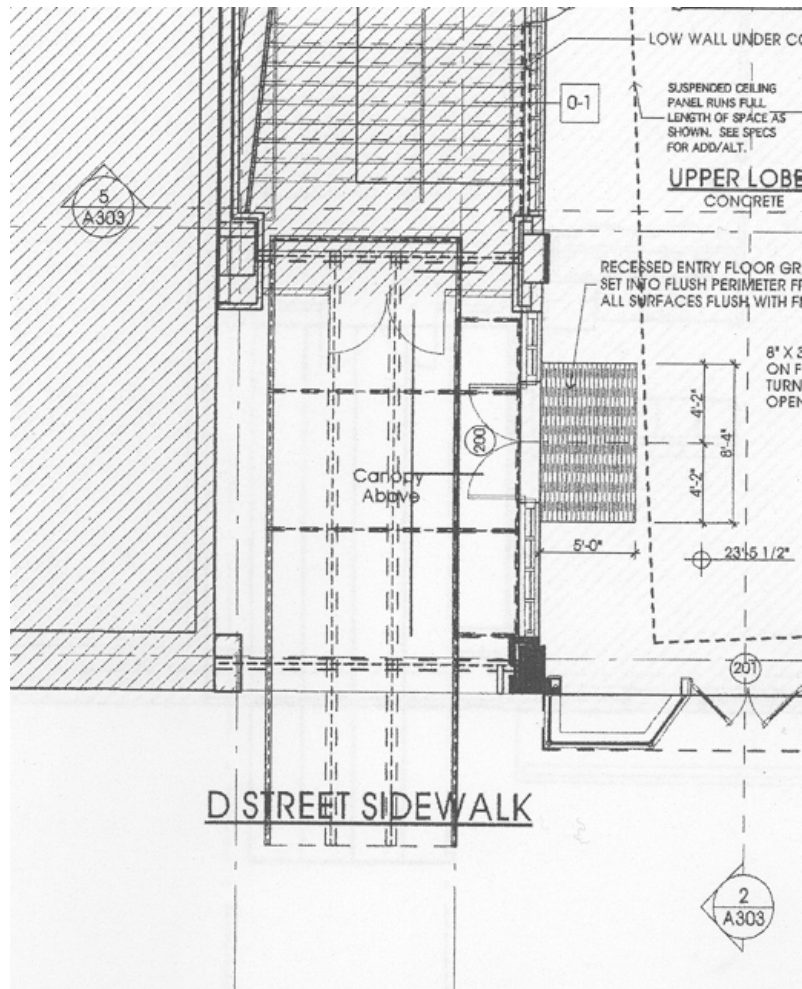 LOW WALL UNDER CO
0-1
SUSPENDED CEILING
PANEL RUNS FULL
LENGTH OF SPACE AS
SHOWN. SEE SPECS
FOR ADD/ALT.
5
A303
UPPER LOBB
CONCRETE
RECESSED ENTRY FLOOR GR
SET INTO FLUSH PERIMETER FR
ALL SURFACES FLUSH WITH F
8" X 3
ON F
TURN
OPEN
4'-2"
8'-4"
200
Canopy
Above
4'-2"
5'-0"
23'-5 1/2"
201
D STREET SIDEWALK
2
A303